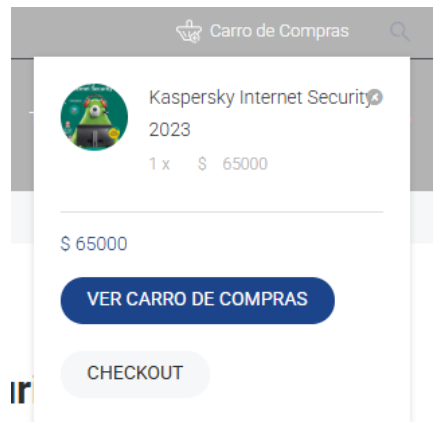 Carro de Compras
Kaspersky Internet Security
2023
1 x $ 65000
$ 65000
VER CARRO DE COMPRAS
CHECKOUT